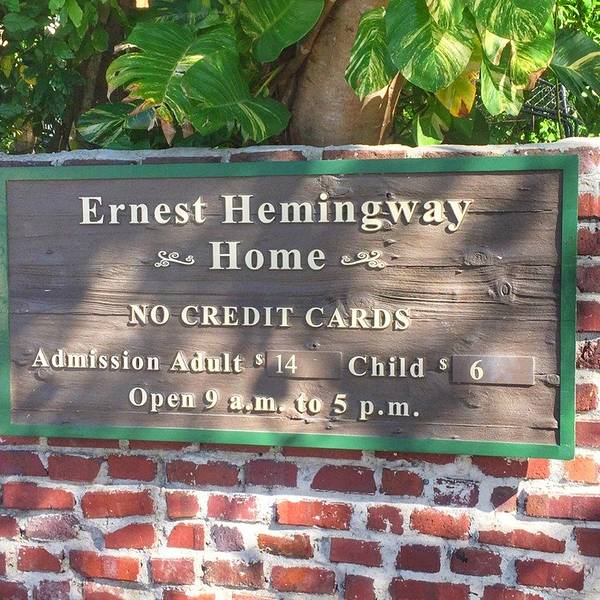 Ernest Hemingway
Home
NO CREDIT CARDS
Admission Adult $ 14 Child $ 6
Open 9 a.m. to 5 p.m.